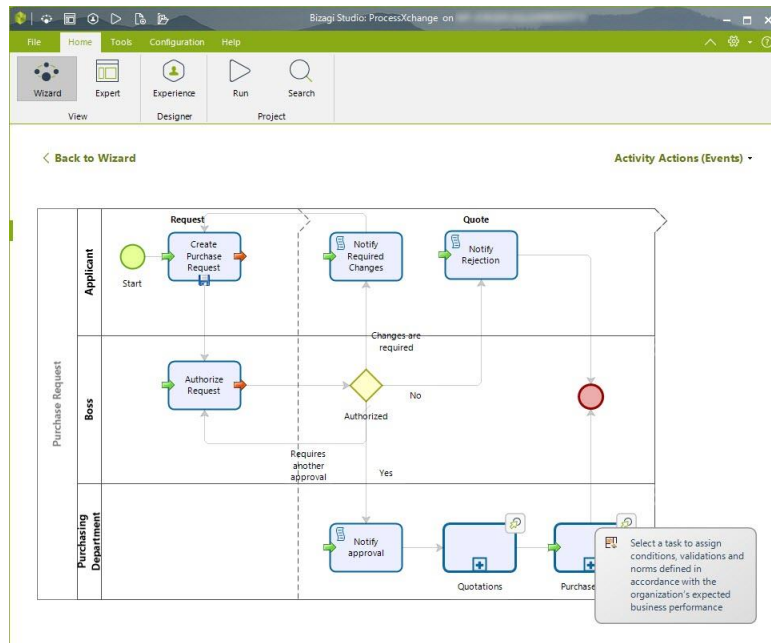 Bizagi Studio: ProcessXchange on
File Home Tools Configuration Help
Wizard Expert Experience Run Search
View Designer Project
Back to Wizard
Activity Actions (Events)
Request Quote
Purchase Request
Applicant
Start
Create
Purchase
Request
Notify
Required
Changes
Notify
Rejection
Changes are
required
Boss
Authorize
Request
Authorized
No
Requires
another
approval
Yes
Purchasing
Department
Notify
approval
Quotations
Purchase
Select a task to assign
conditions, validations and
norms defined in
accordance with the
organization's expected
business performance